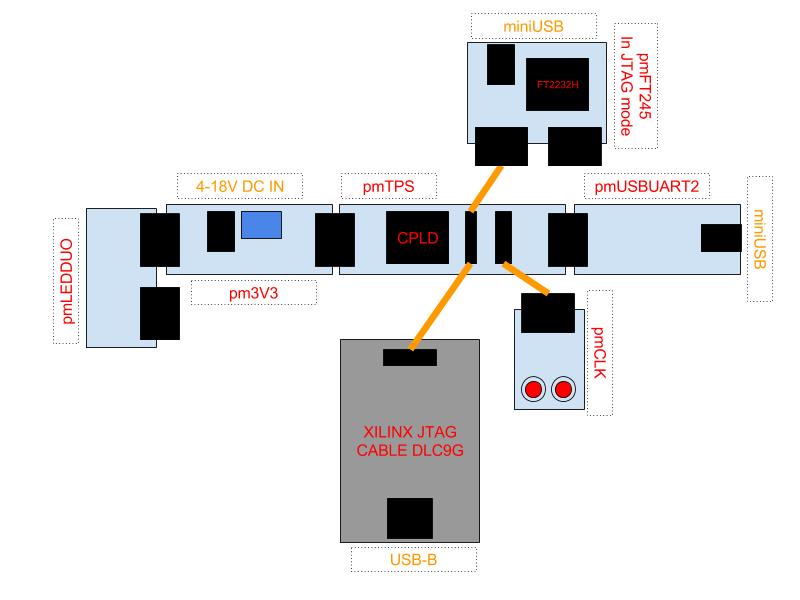 miniUSB
pmFT245
In JTAG mode
FT2232H
4-18V DC IN
pmTPS
pmUSBUART2
pmLEDDUO
CPLD
miniUSB
pm3V3
pmCLK
XILINX JTAG
CABLE DLC9G
USB-B